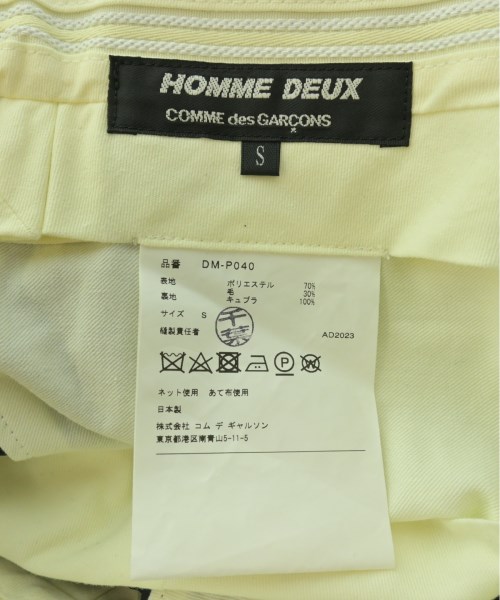 HOMME DEUX
COMME des GARÇONS
S
品番 DM-P040
表地 ポリエステル 70%
毛 30%
裏地 キュプラ 100%
サイズ S
千葉
縫製責任者
AD2023
P W
ネット使用 あて布使用
日本製
株式会社 コム デ ギャルソン
東京都港区南青山5-11-5